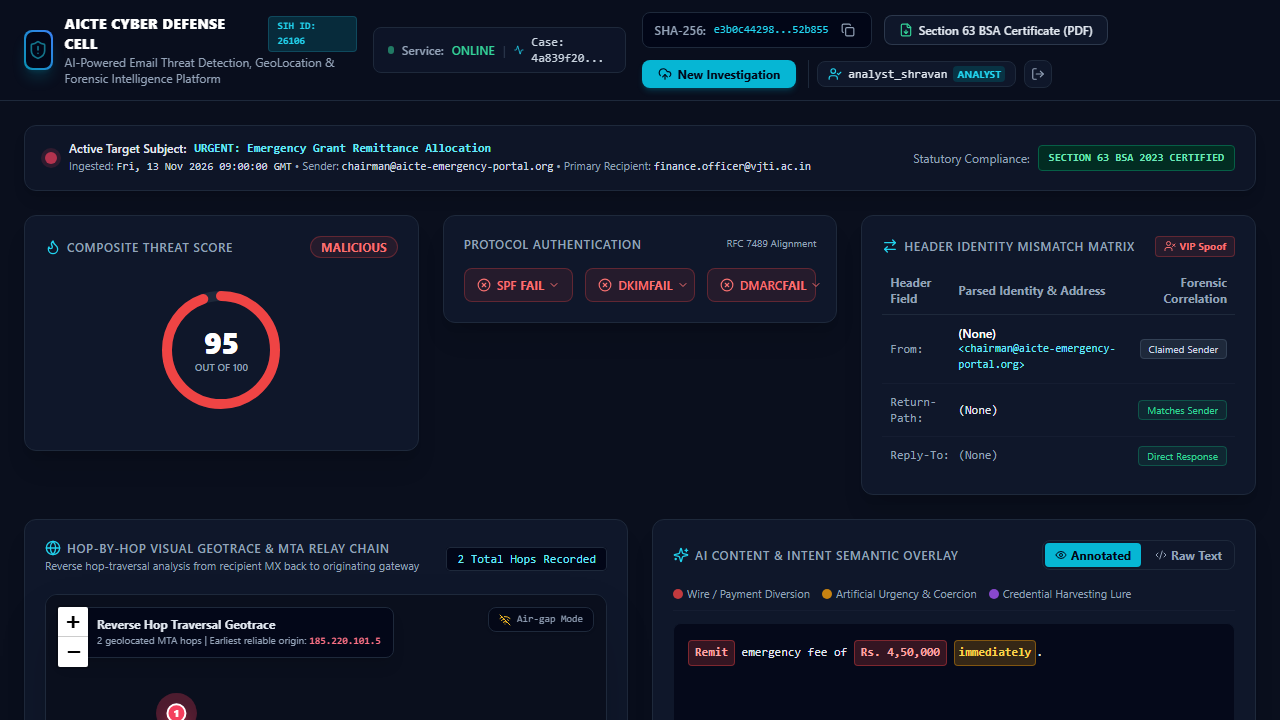 AICTE CYBER DEFENSE
CELL
SIH ID:
26106
AI-Powered Email Threat Detection, GeoLocation &
Forensic Intelligence Platform
Service: ONLINE
Case:
4a839f20...
SHA-256: e3b0c44298...52b855
Section 63 BSA Certificate (PDF)
New Investigation
analyst_shravan ANALYST
Active Target Subject: URGENT: Emergency Grant Remittance Allocation
Ingested: Fri, 13 Nov 2026 09:00:00 GMT • Sender: chairman@aicte-emergency-portal.org • Primary Recipient: finance.officer@vjti.ac.in
Statutory Compliance: SECTION 63 BSA 2023 CERTIFIED
COMPOSITE THREAT SCORE
MALICIOUS
95
OUT OF 100
PROTOCOL AUTHENTICATION
RFC 7489 Alignment
SPF FAIL
DKIMFAIL
DMARCFAIL
HEADER IDENTITY MISMATCH MATRIX
VIP Spoof
Header
Field
Parsed Identity & Address
Forensic
Correlation
From:
(None)
<chairman@aicte-emergency-
portal.org>
Claimed Sender
Return-
Path:
(None)
Matches Sender
Reply-To: (None)
Direct Response
HOP-BY-HOP VISUAL GEOTRACE & MTA RELAY CHAIN
Reverse hop-traversal analysis from recipient MX back to originating gateway
2 Total Hops Recorded
+
−
Reverse Hop Traversal Geotrace
2 geolocated MTA hops | Earliest reliable origin: 185.220.101.5
Air-gap Mode
1
AI CONTENT & INTENT SEMANTIC OVERLAY
Annotated
Raw Text
Wire / Payment Diversion
Artificial Urgency & Coercion
Credential Harvesting Lure
Remit emergency fee of Rs. 4,50,000 immediately.